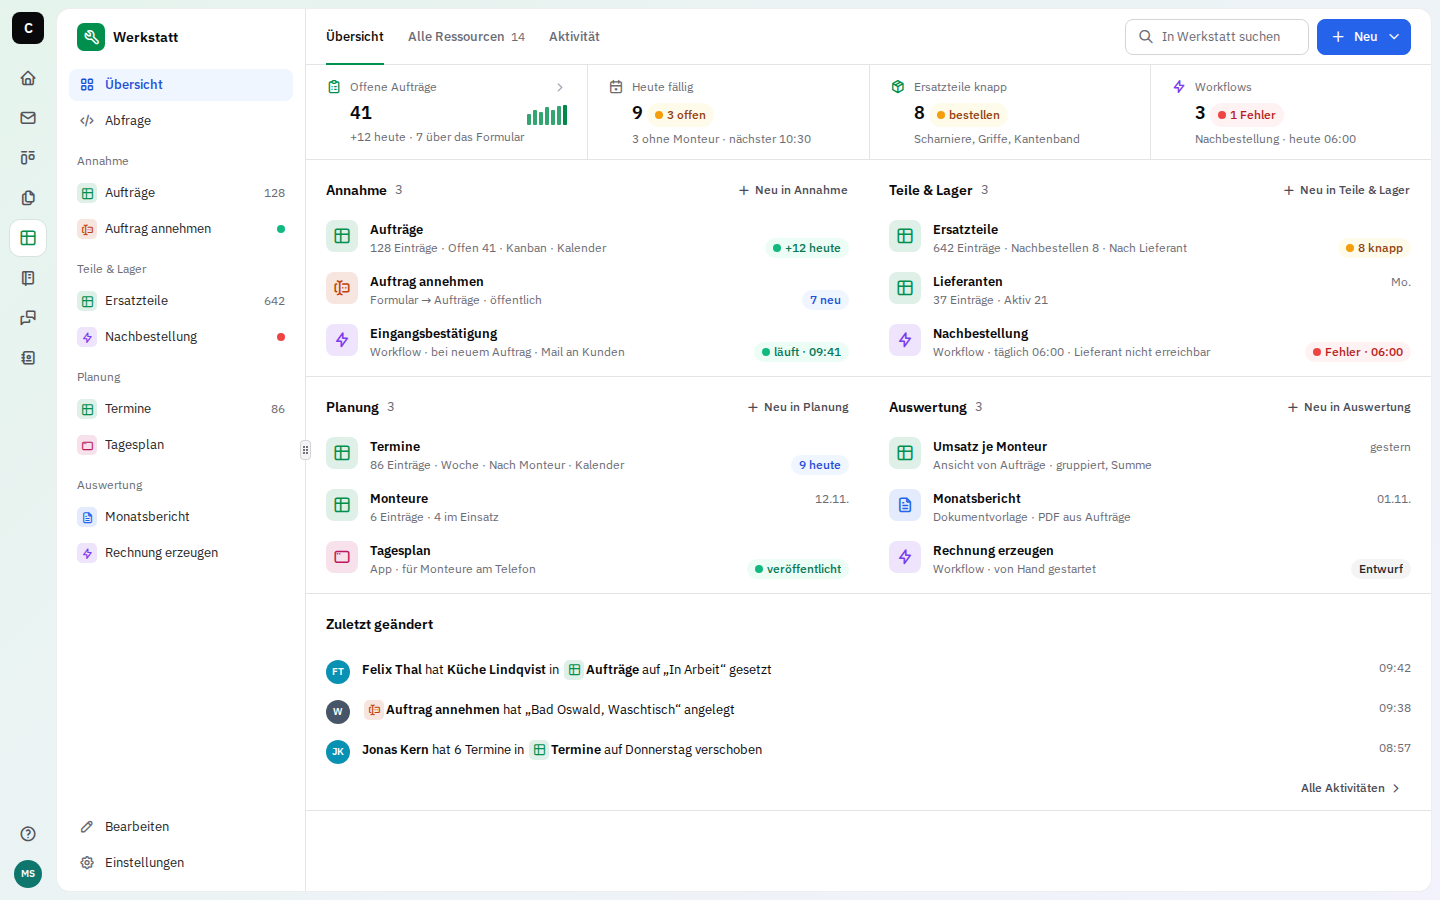 C
Werkstatt
Übersicht
Abfrage
Annahme
Aufträge 128
Auftrag annehmen
Teile & Lager
Ersatzteile 642
Nachbestellung
Planung
Termine 86
Tagesplan
Auswertung
Monatsbericht
Rechnung erzeugen
Bearbeiten
Einstellungen
MS
Übersicht Alle Ressourcen 14 Aktivität
In Werkstatt suchen
Neu
Offene Aufträge
41
+12 heute · 7 über das Formular
Heute fällig
9 3 offen
3 ohne Monteur · nächster 10:30
Ersatzteile knapp
8 bestellen
Scharniere, Griffe, Kantenband
Workflows
3 1 Fehler
Nachbestellung · heute 06:00
Annahme 3 Neu in Annahme
Aufträge
128 Einträge · Offen 41 · Kanban · Kalender +12 heute
Auftrag annehmen
Formular → Aufträge · öffentlich 7 neu
Eingangsbestätigung
Workflow · bei neuem Auftrag · Mail an Kunden läuft · 09:41
Teile & Lager 3 Neu in Teile & Lager
Ersatzteile
642 Einträge · Nachbestellen 8 · Nach Lieferant 8 knapp
Lieferanten Mo.
37 Einträge · Aktiv 21
Nachbestellung
Workflow · täglich 06:00 · Lieferant nicht erreichbar Fehler · 06:00
Planung 3 Neu in Planung
Termine
86 Einträge · Woche · Nach Monteur · Kalender 9 heute
Monteure 12.11.
6 Einträge · 4 im Einsatz
Tagesplan
App · für Monteure am Telefon veröffentlicht
Auswertung 3 Neu in Auswertung
Umsatz je Monteur gestern
Ansicht von Aufträge · gruppiert, Summe
Monatsbericht 01.11.
Dokumentvorlage · PDF aus Aufträge
Rechnung erzeugen
Workflow · von Hand gestartet Entwurf
Zuletzt geändert
FT Felix Thal hat Küche Lindqvist in Aufträge auf „In Arbeit“ gesetzt 09:42
W Auftrag annehmen hat „Bad Oswald, Waschtisch“ angelegt 09:38
JK Jonas Kern hat 6 Termine in Termine auf Donnerstag verschoben 08:57
Alle Aktivitäten